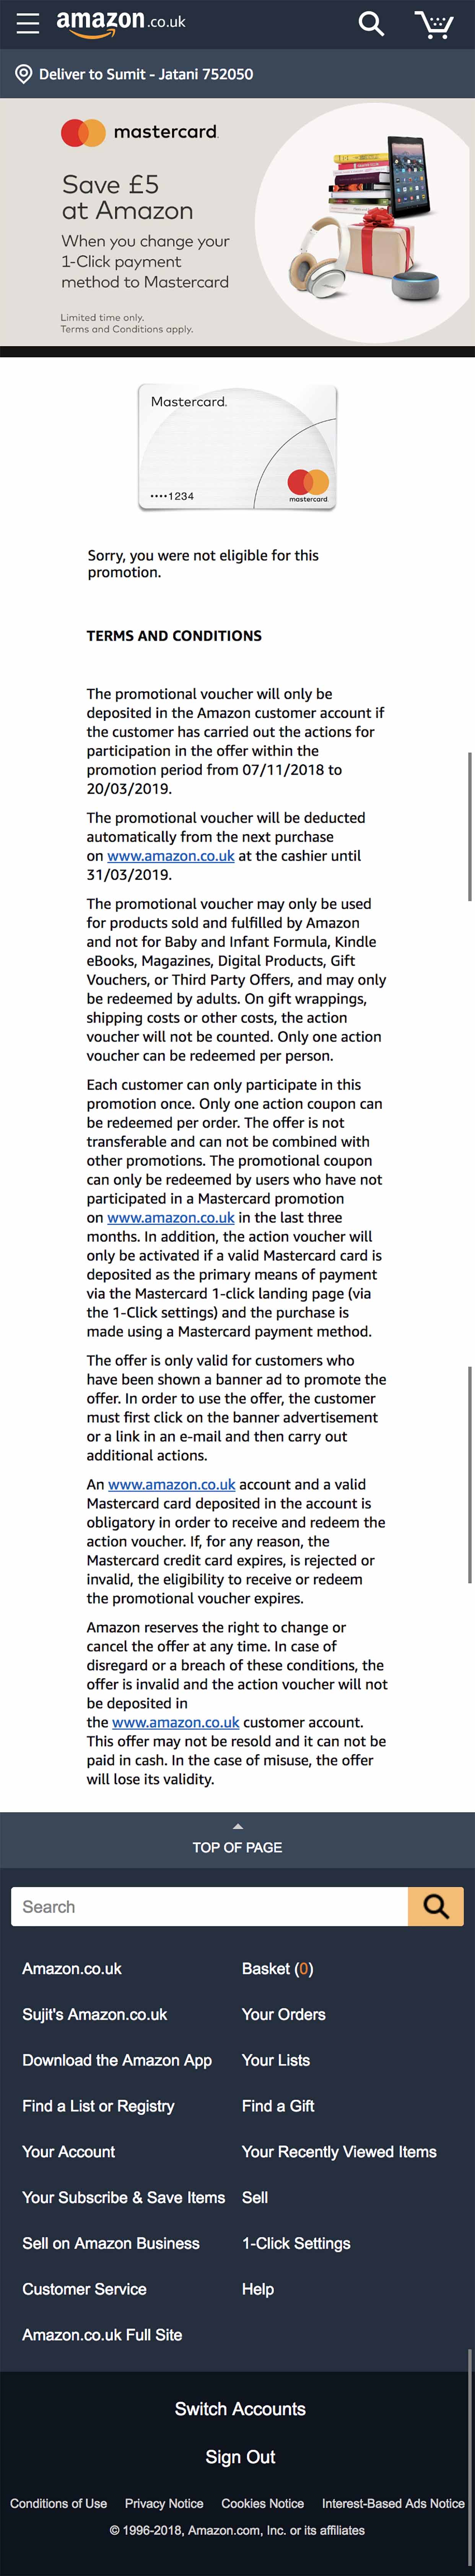 amazon.co.uk
Deliver to Sumit - Jatani 752050
mastercard.
Save £5
at Amazon
When you change your
1-Click payment
method to Mastercard
Limited time only.
Terms and Conditions apply.
Mastercard.
••••1234
mastercard.
Sorry, you were not eligible for this
promotion.
TERMS AND CONDITIONS
The promotional voucher will only be
deposited in the Amazon customer account if
the customer has carried out the actions for
participation in the offer within the
promotion period from 07/11/2018 to
20/03/2019.
The promotional voucher will be deducted
automatically from the next purchase
on www.amazon.co.uk at the cashier until
31/03/2019.
The promotional voucher may only be used
for products sold and fulfilled by Amazon
and not for Baby and Infant Formula, Kindle
eBooks, Magazines, Digital Products, Gift
Vouchers, or Third Party Offers, and may only
be redeemed by adults. On gift wrappings,
shipping costs or other costs, the action
voucher will not be counted. Only one action
voucher can be redeemed per person.
Each customer can only participate in this
promotion once. Only one action coupon can
be redeemed per order. The offer is not
transferable and can not be combined with
other promotions. The promotional coupon
can only be redeemed by users who have not
participated in a Mastercard promotion
on www.amazon.co.uk in the last three
months. In addition, the action voucher will
only be activated if a valid Mastercard card is
deposited as the primary means of payment
via the Mastercard 1-click landing page (via
the 1-Click settings) and the purchase is
made using a Mastercard payment method.
The offer is only valid for customers who
have been shown a banner ad to promote the
offer. In order to use the offer, the customer
must first click on the banner advertisement
or a link in an e-mail and then carry out
additional actions.
An www.amazon.co.uk account and a valid
Mastercard card deposited in the account is
obligatory in order to receive and redeem the
action voucher. If, for any reason, the
Mastercard credit card expires, is rejected or
invalid, the eligibility to receive or redeem
the promotional voucher expires.
Amazon reserves the right to change or
cancel the offer at any time. In case of
disregard or a breach of these conditions, the
offer is invalid and the action voucher will not
be deposited in
the www.amazon.co.uk customer account.
This offer may not be resold and it can not be
paid in cash. In the case of misuse, the offer
will lose its validity.
TOP OF PAGE
Search
Amazon.co.uk
Basket (0)
Sujit's Amazon.co.uk
Your Orders
Download the Amazon App
Your Lists
Find a List or Registry
Find a Gift
Your Account
Your Recently Viewed Items
Your Subscribe & Save Items
Sell
Sell on Amazon Business
1-Click Settings
Customer Service
Help
Amazon.co.uk Full Site
Switch Accounts
Sign Out
Conditions of Use
Privacy Notice
Cookies Notice
Interest-Based Ads Notice
© 1996-2018, Amazon.com, Inc. or its affiliates